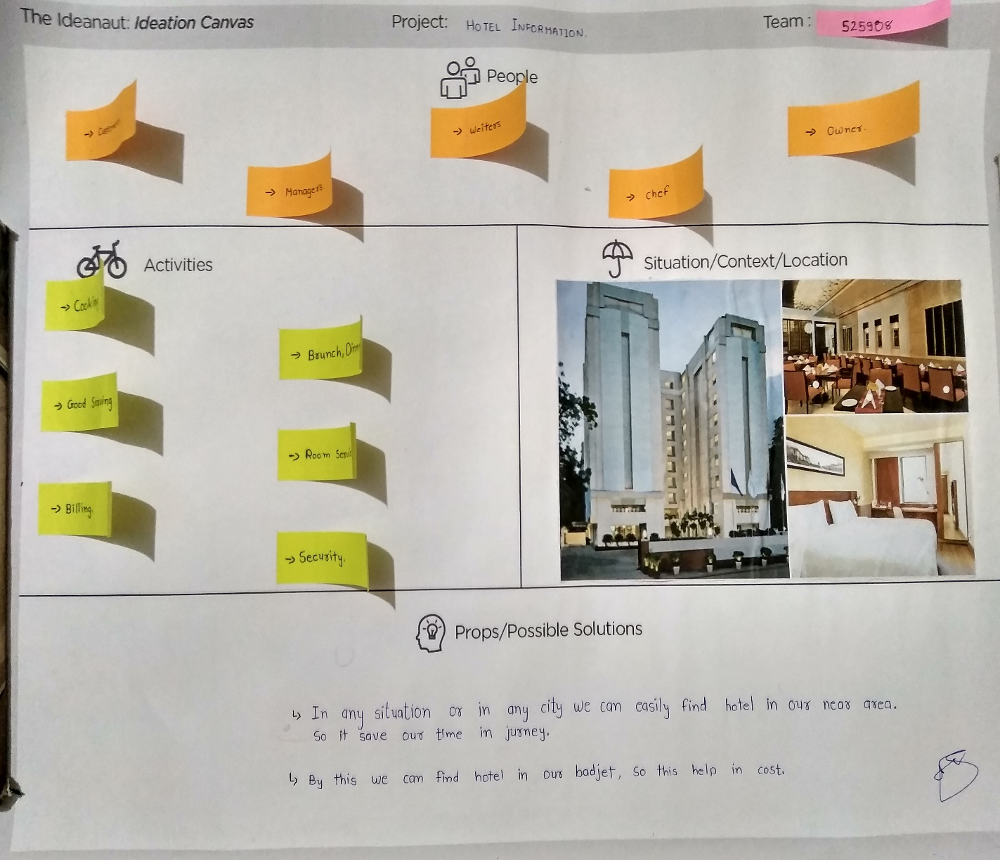 The Ideanaut: Ideation Canvas
Project: HOTEL INFORMATION.
Team : 525908
People
→ Weiters
→ Owner.
→ Managers
→ chef
Activities
→ Cookin
→ Brunch, Dinn
→ Good Serving
→ Room Servi
→ Billing.
→ Security.
Situation/Context/Location
Props/Possible Solutions
↳ In any situation or in any city we can easily find hotel in our near area.
So it save our time in jurney.
↳ By this we can find hotel in our badjet, so this help in cost.